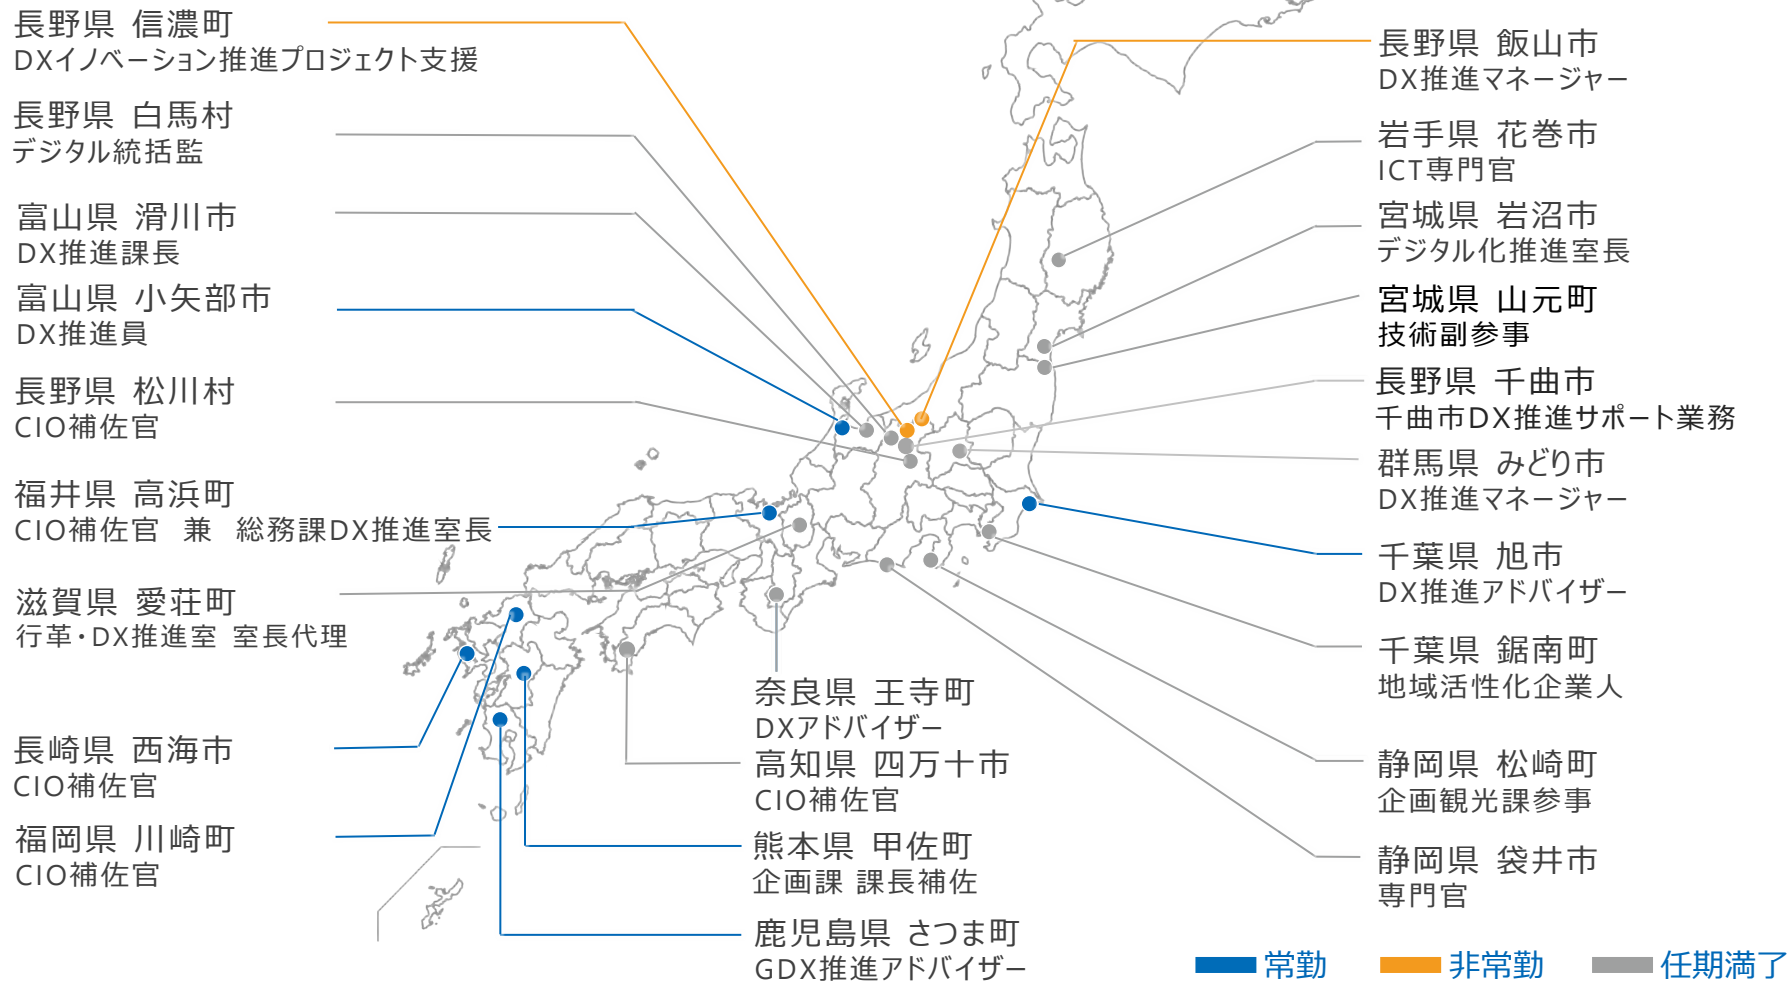 長野県 信濃町
DXイノベーション推進プロジェクト支援
長野県 白馬村
デジタル統括監
富山県 滑川市
DX推進課長
富山県 小矢部市
DX推進員
長野県 松川村
CIO補佐官
福井県 高浜町
CIO補佐官 兼 総務課DX推進室長
滋賀県 愛荘町
行革・DX推進室 室長代理
長崎県 西海市
CIO補佐官
福岡県 川崎町
CIO補佐官
奈良県 王寺町
DXアドバイザー
高知県 四万十市
CIO補佐官
熊本県 甲佐町
企画課 課長補佐
鹿児島県 さつま町
GDX推進アドバイザー
長野県 飯山市
DX推進マネージャー
岩手県 花巻市
ICT専門官
宮城県 岩沼市
デジタル化推進室長
宮城県 山元町
技術副参事
長野県 千曲市
千曲市DX推進サポート業務
群馬県 みどり市
DX推進マネージャー
千葉県 旭市
DX推進アドバイザー
千葉県 鋸南町
地域活性化企業人
静岡県 松崎町
企画観光課参事
静岡県 袋井市
専門官
常勤 非常勤 任期満了